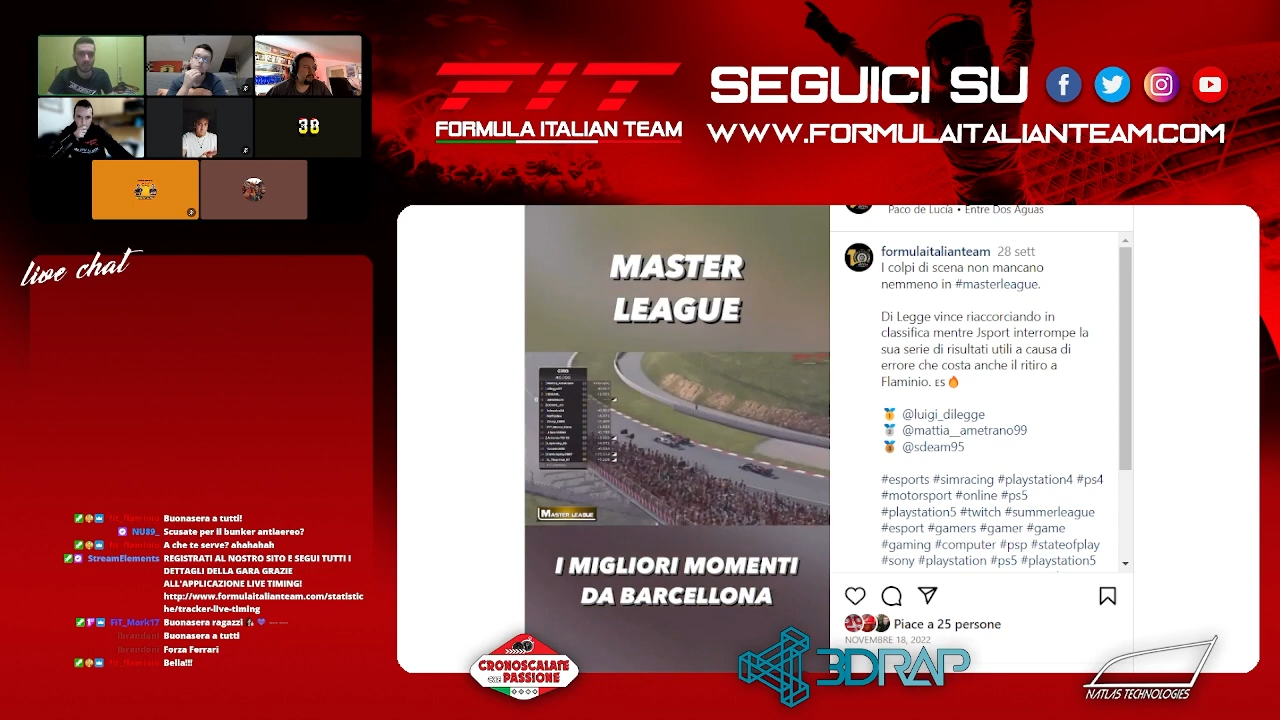 FIT
FORMULA ITALIAN TEAM
SEGUICI SU
WWW.FORMULAITALIANTEAM.COM
38
live chat
Buonasera a tutti!
NU89_ Scusate per il bunker antiaereo?
A che te serve? ahahahah
StreamElements REGISTRATI AL NOSTRO SITO E SEGUI TUTTI I
DETTAGLI DELLA GARA GRAZIE
ALL'APPLICAZIONE LIVE TIMING!
http://www.formulaitalianteam.com/statistic
he/tracker-live-timing
FiT_Mork17 Buonasera ragazzi
Buonasera a tutti
Forza Ferrari
Bella!!!
MASTER
LEAGUE
MASTER LEAGUE
I MIGLIORI MOMENTI
DA BARCELLONA
Paco de Lucía • Entre Dos Aguas
formulaitalianteam 28 sett
I colpi di scena non mancano
nemmeno in #masterleague.
Di Legge vince riaccorciando in
classifica mentre Jsport interrompe la
sua serie di risultati utili a causa di
errore che costa anche il ritiro a
Flaminio. ᴇs 🔥
🥇 @luigi_dilegge
🥈 @mattia__ametrano99
🥉 @sdeam95
#esports #simracing #playstation4 #ps4
#motorsport #online #ps5
#playstation5 #twitch #summerleague
#esport #gamers #gamer #game
#gaming #computer #psp #stateofplay
#sony #playstation #ps5 #playstation5
Piace a 25 persone
NOVEMBRE 18, 2022
CRONOSCALATE
CHE PASSIONE
3DRAP
NATLAS TECHNOLOGIES